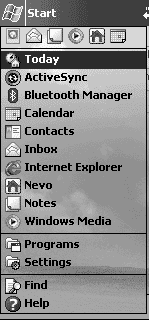 Start
Today
ActiveSync
Bluetooth Manager
Calendar
Contacts
Inbox
Internet Explorer
Nevo
Notes
Windows Media
Programs
Settings
Find
Help